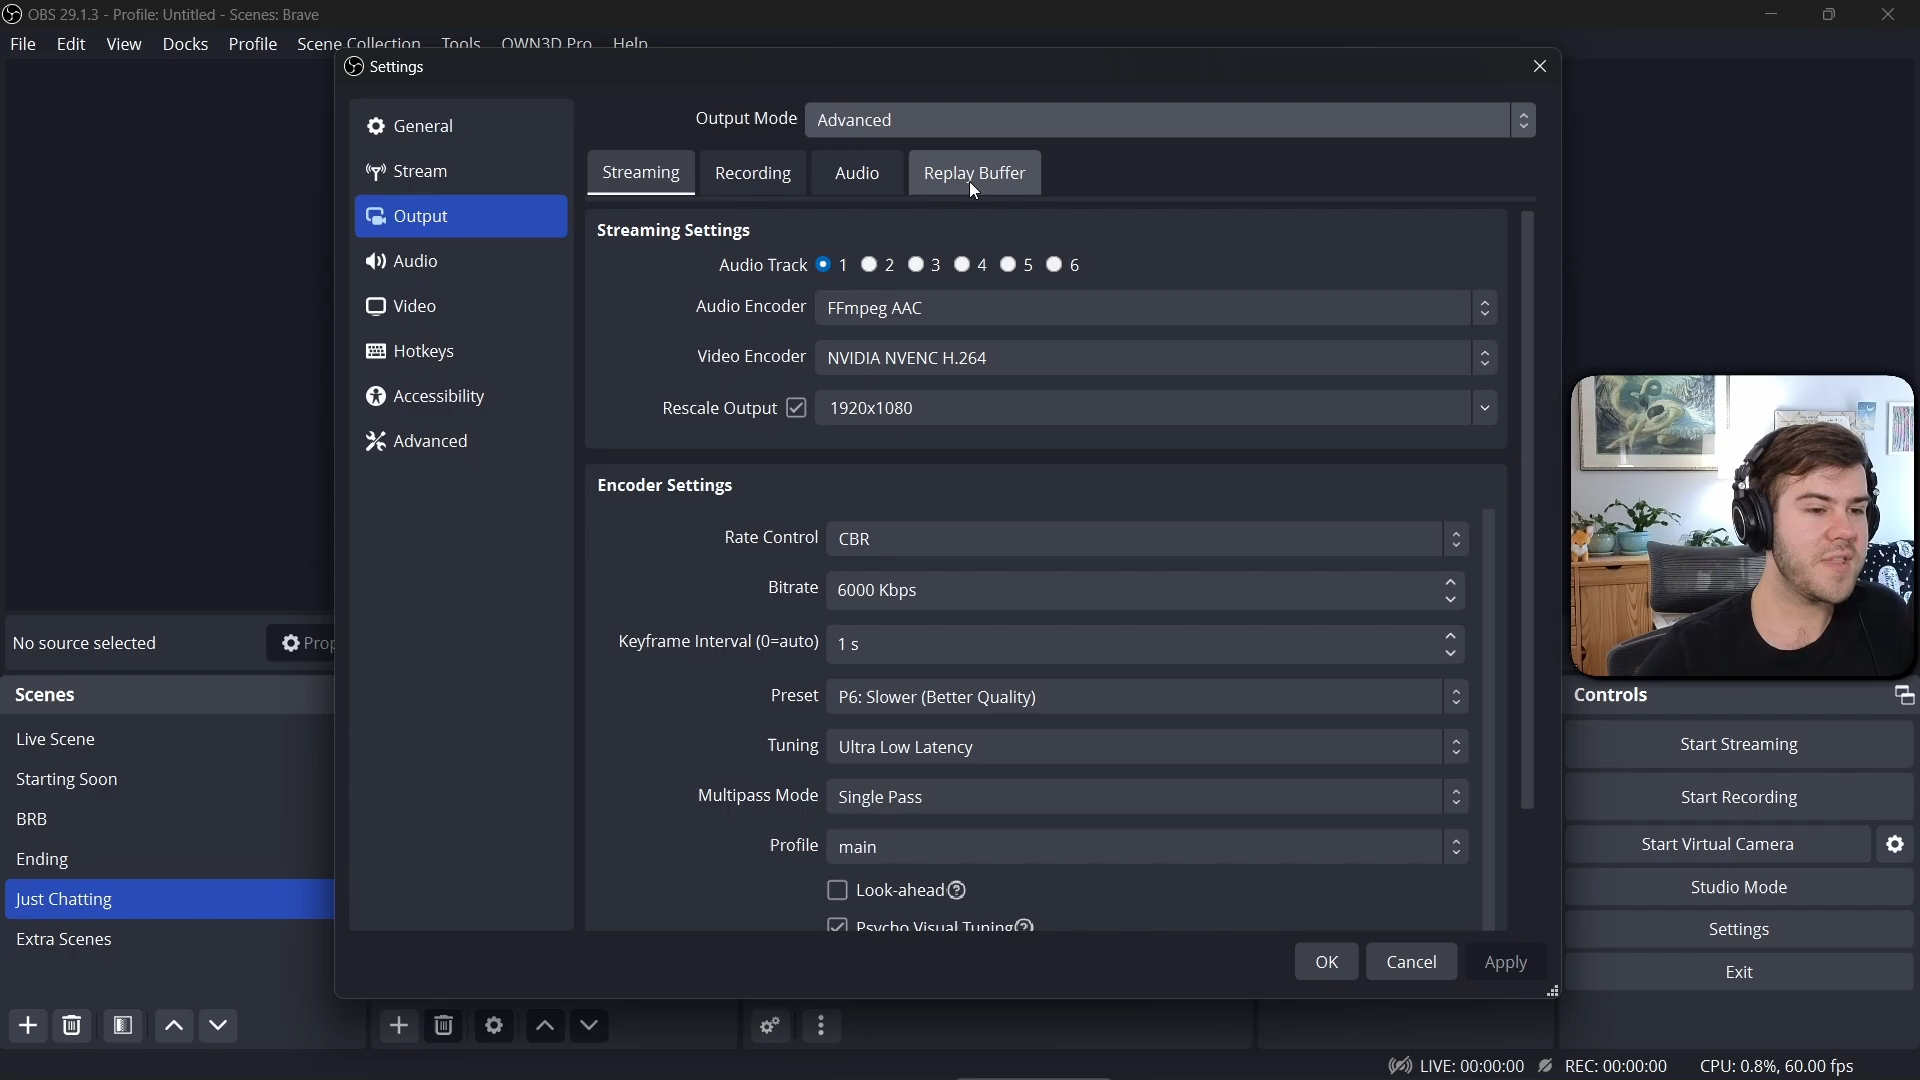 OBS 29.1.3 - Profile: Untitled - Scenes: Brave
File Edit View Docks Profile Scene Collection Tools OWN3D Pro Help
Settings
General
Stream
Output
Audio
Video
Hotkeys
Accessibility
Advanced
Output Mode Advanced
Streaming Recording Audio Replay Buffer
Streaming Settings
Audio Track 1 2 3 4 5 6
Audio Encoder FFmpeg AAC
Video Encoder NVIDIA NVENC H.264
Rescale Output 1920x1080
Encoder Settings
Rate Control CBR
Bitrate 6000 Kbps
Keyframe Interval (0=auto) 1 s
Preset P6: Slower (Better Quality)
Tuning Ultra Low Latency
Multipass Mode Single Pass
Profile main
Look-ahead
Psycho Visual Tuning
OK Cancel Apply
No source selected
Prop
Scenes
Live Scene
Starting Soon
BRB
Ending
Just Chatting
Extra Scenes
Controls
Start Streaming
Start Recording
Start Virtual Camera
Studio Mode
Settings
Exit
LIVE: 00:00:00 REC: 00:00:00 CPU: 0.8%, 60.00 fps